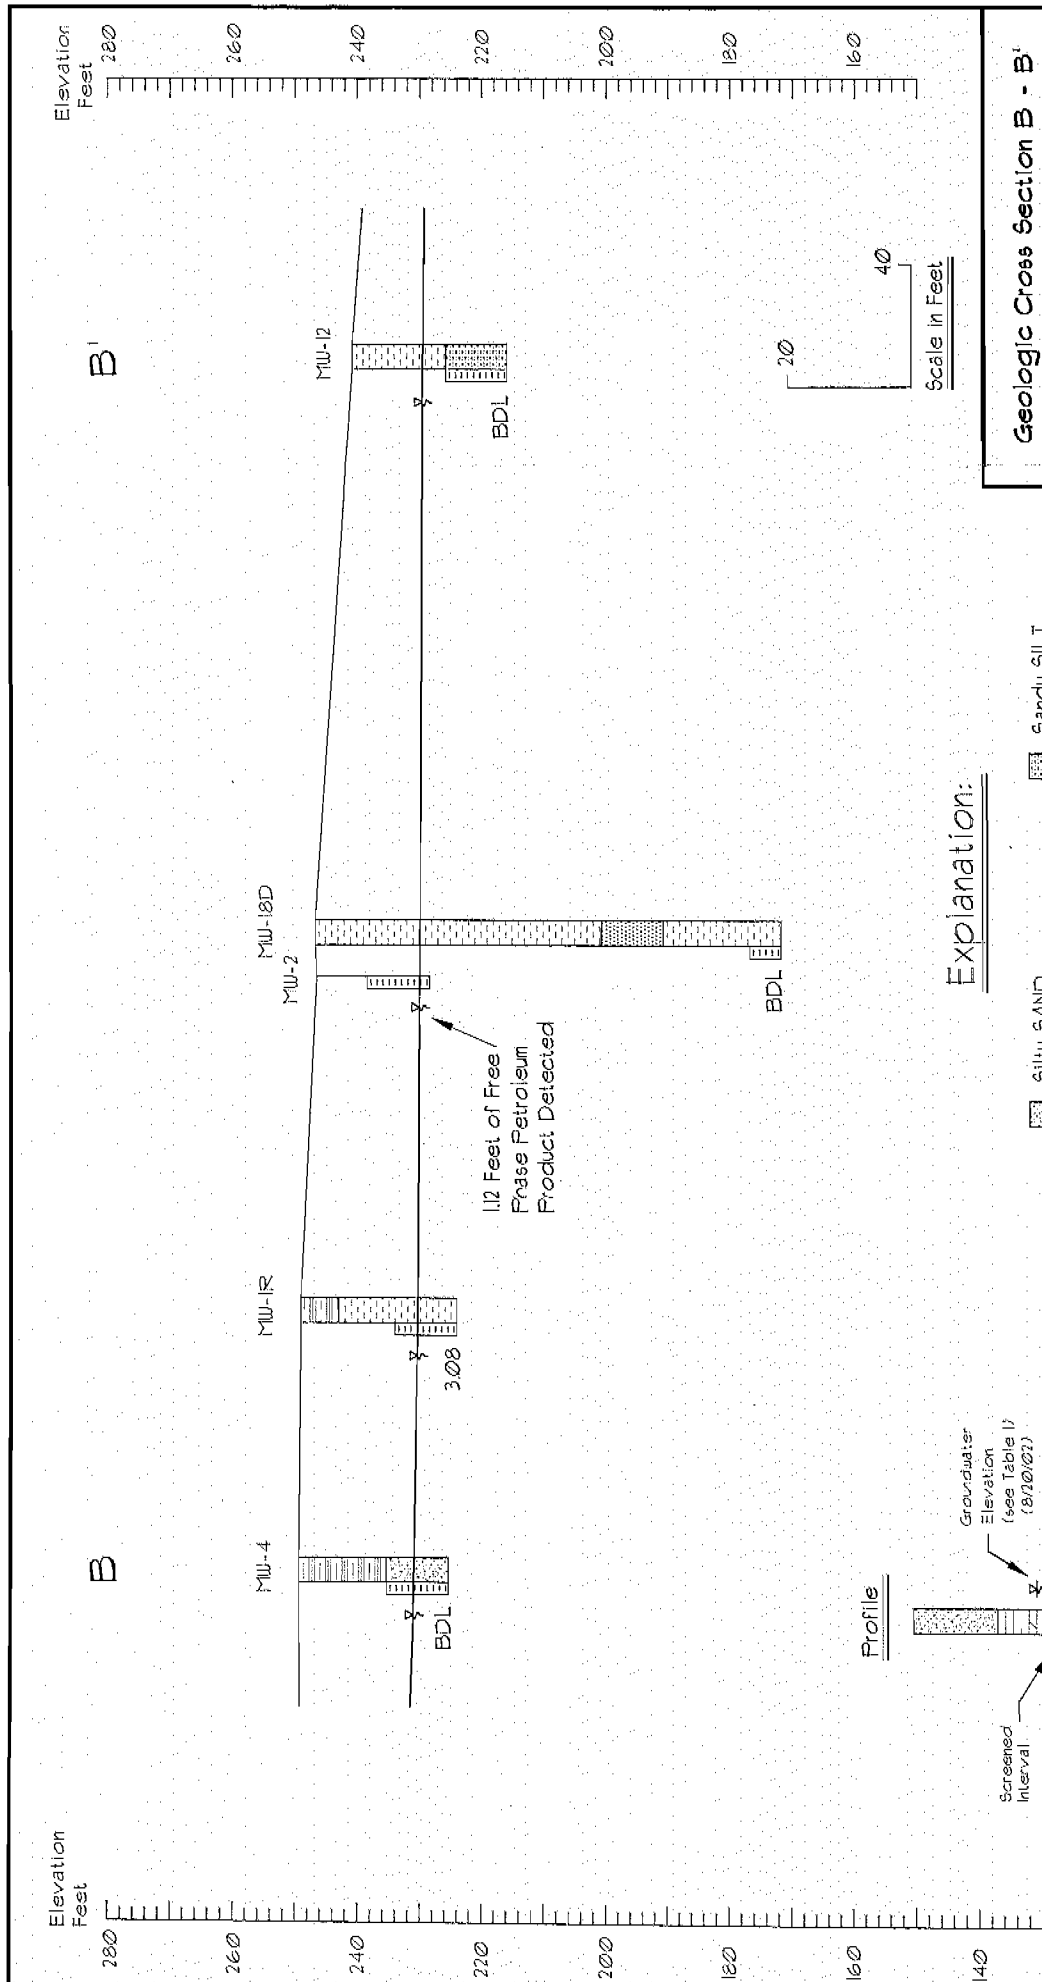 Elevation
Feet
280
260
240
220
200
180
160
140
Elevation
Feet
280
260
240
220
200
180
160
B
B'
MW-4
BDL
MW-1R
3.08
MW-2
MW-18D
BDL
1.12 Feet of Free
Phase Petroleum
Product Detected
MW-12
BDL
20
40
Scale in Feet
Profile
Screened
Interval
Groundwater
Elevation
(see Table 1)
(8/20/02)
Explanation:
Silty SAND
Sandy SILT
Geologic Cross Section B - B'